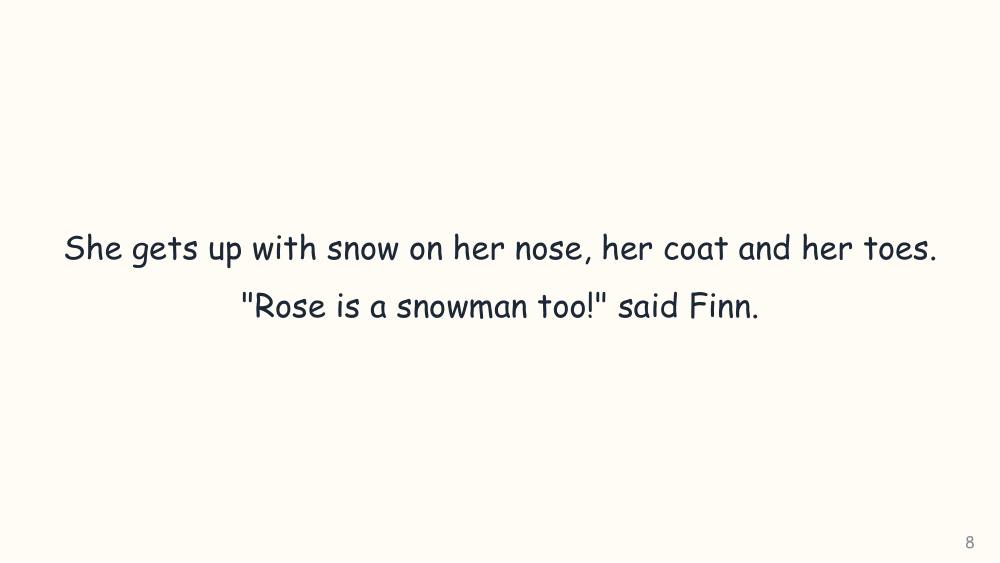 She gets up with snow on her nose, her coat and her toes.
"Rose is a snowman too!" said Finn.
8